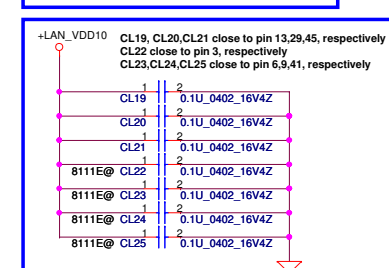 +LAN_VDD10
CL19, CL20,CL21 close to pin 13,29,45, respectively
CL22 close to pin 3, respectively
CL23,CL24,CL25 close to pin 6,9,41, respectively
1 2
CL19 0.1U_0402_16V4Z
1 2
CL20 0.1U_0402_16V4Z
1 2
CL21 0.1U_0402_16V4Z
1 2
8111E@ CL22 0.1U_0402_16V4Z
1 2
8111E@ CL23 0.1U_0402_16V4Z
1 2
8111E@ CL24 0.1U_0402_16V4Z
1 2
8111E@ CL25 0.1U_0402_16V4Z